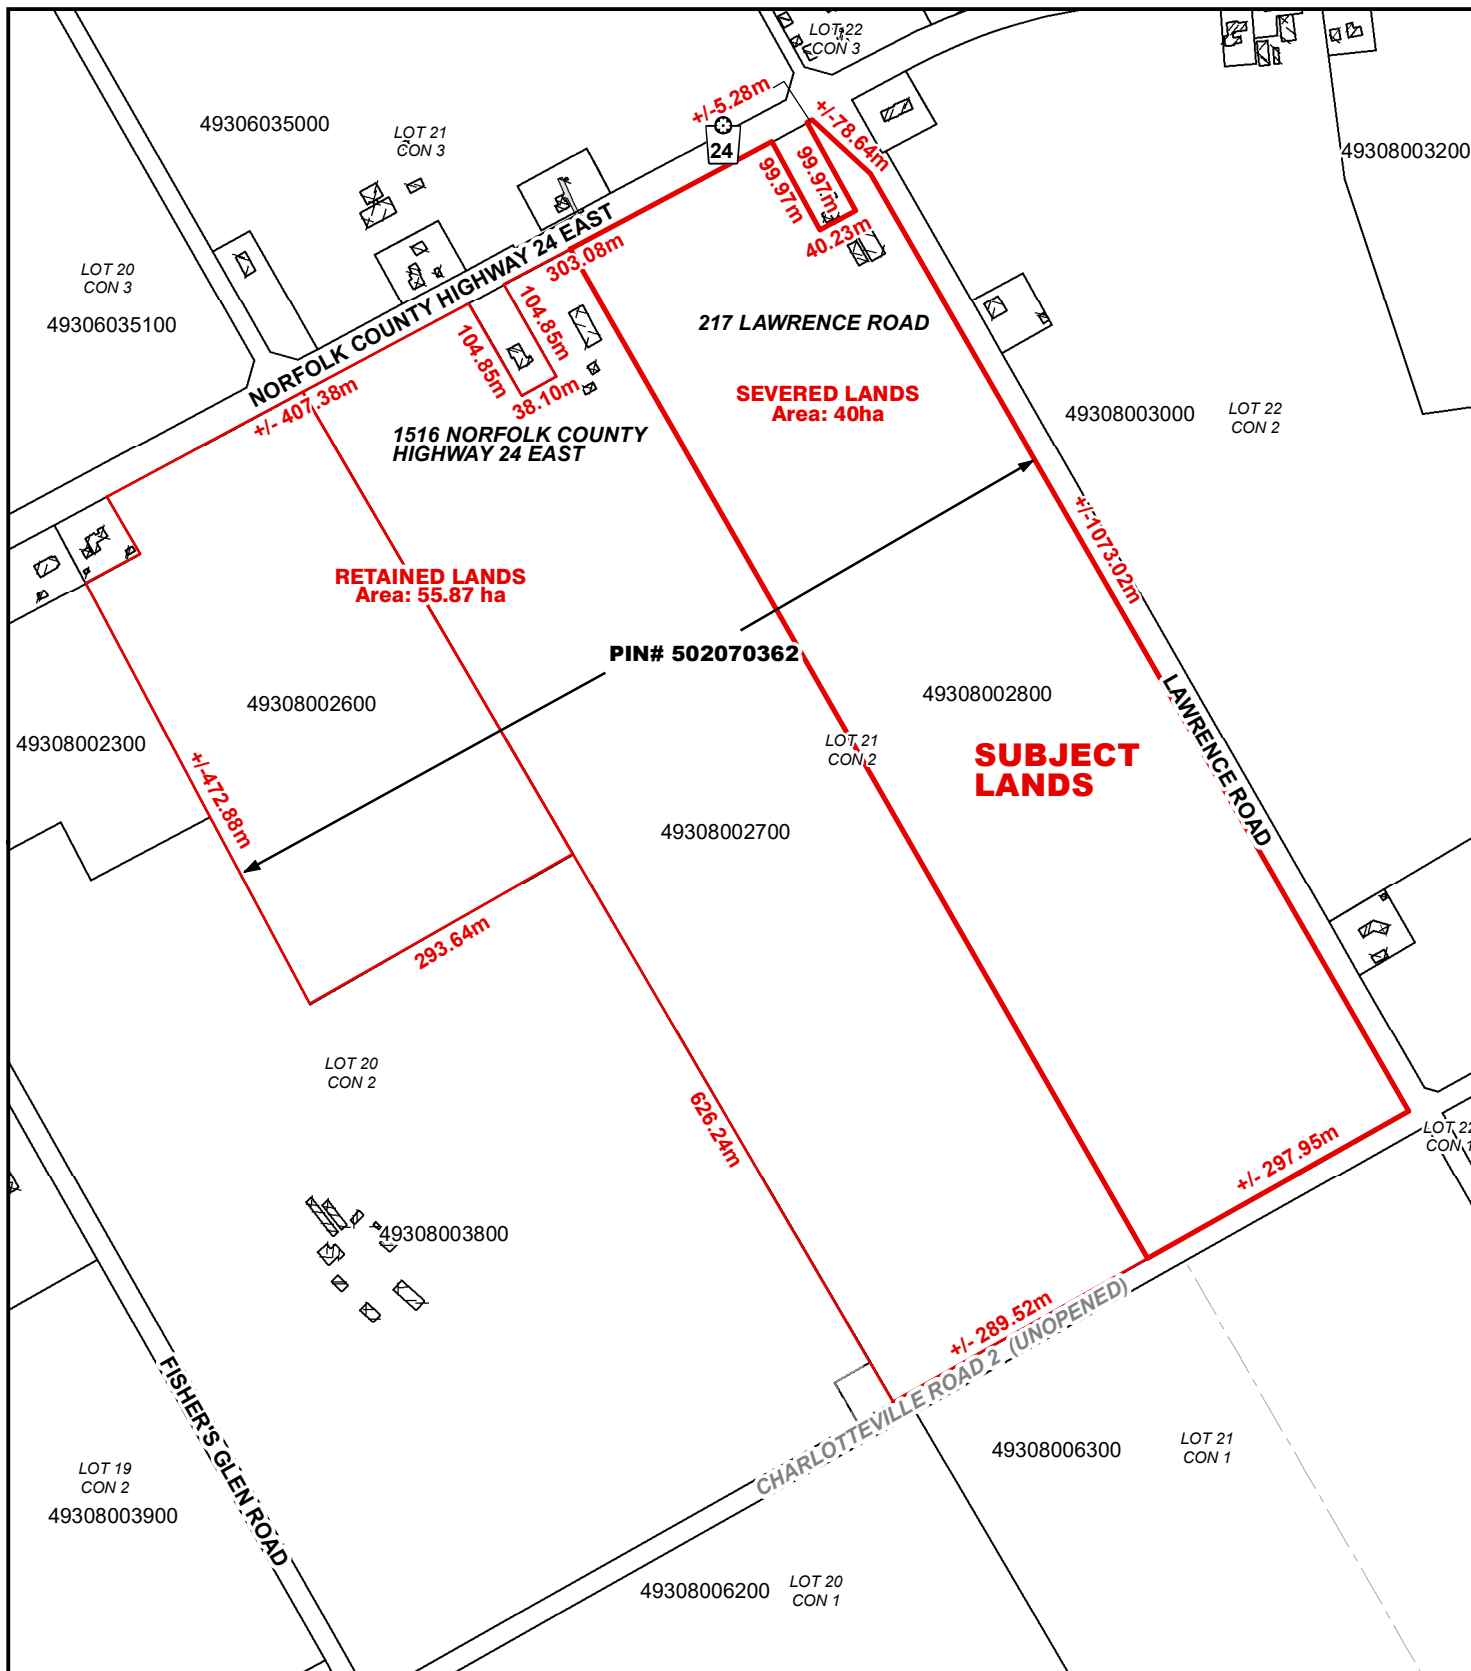 LOT 22
CON 3
+/-5.28m
+/-78.64m
49306035000
LOT 21
CON 3
24
99.97m
99.97m
40.23m
49308003200
LOT 20
CON 3
49306035100
NORFOLK COUNTY HIGHWAY 24 EAST
303.08m
104.85m
104.85m
38.10m
+/- 407.38m
217 LAWRENCE ROAD
SEVERED LANDS
Area: 40ha
49308003000
LOT 22
CON 2
1516 NORFOLK COUNTY
HIGHWAY 24 EAST
+/-1073.02m
RETAINED LANDS
Area: 55.87 ha
PIN# 502070362
49308002600
49308002800
49308002300
LOT 21
CON 2
SUBJECT
LANDS
LAWRENCE ROAD
+/-472.88m
49308002700
293.64m
LOT 20
CON 2
626.24m
LOT 22
CON 1
+/- 297.95m
49308003800
+/- 289.52m
CHARLOTTEVILLE ROAD 2 (UNOPENED)
FISHER'S GLEN ROAD
49308006300
LOT 21
CON 1
LOT 19
CON 2
49308003900
49308006200
LOT 20
CON 1